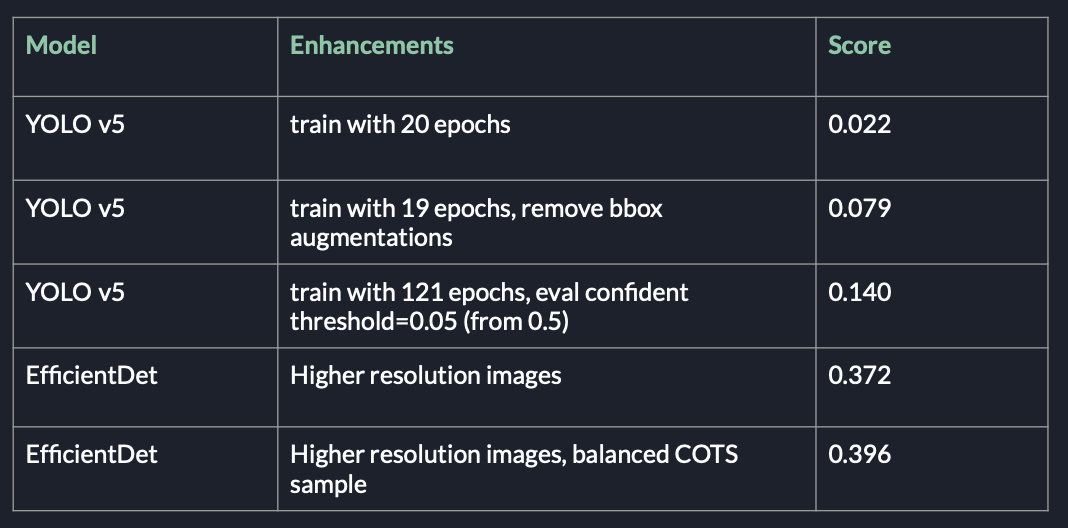 Model Enhancements Score
YOLO v5 train with 20 epochs 0.022
YOLO v5 train with 19 epochs, remove bbox 0.079
augmentations
YOLO v5 train with 121 epochs, eval confident 0.140
threshold=0.05 (from 0.5)
EfficientDet Higher resolution images 0.372
EfficientDet Higher resolution images, balanced COTS 0.396
sample